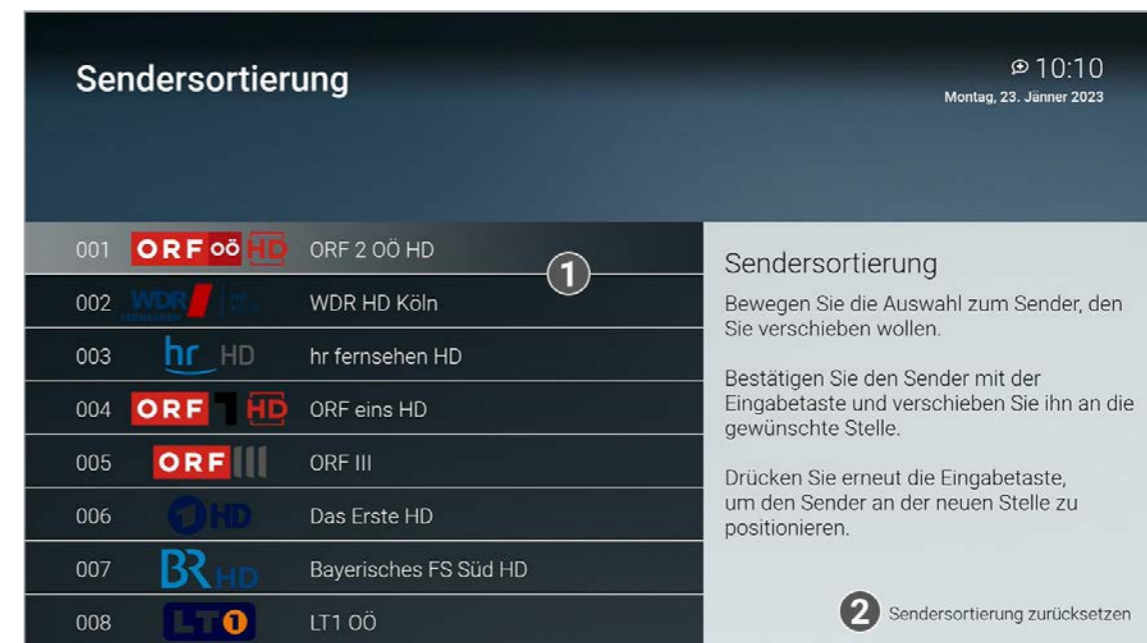 Sendersortierung
10:10
Montag, 23. Jänner 2023
001 ORF OÖ HD ORF 2 OÖ HD
1
002 WDR HD KÖLN FERNSEHEN WDR HD Köln
003 hr HD hr fernsehen HD
004 ORF 1 HD ORF eins HD
005 ORF III ORF III
006 1 HD Das Erste HD
007 BR HD Bayerisches FS Süd HD
008 LT1 LT1 OÖ
Sendersortierung
Bewegen Sie die Auswahl zum Sender, den
Sie verschieben wollen.
Bestätigen Sie den Sender mit der
Eingabetaste und verschieben Sie ihn an die
gewünschte Stelle.
Drücken Sie erneut die Eingabetaste,
um den Sender an der neuen Stelle zu
positionieren.
2 Sendersortierung zurücksetzen